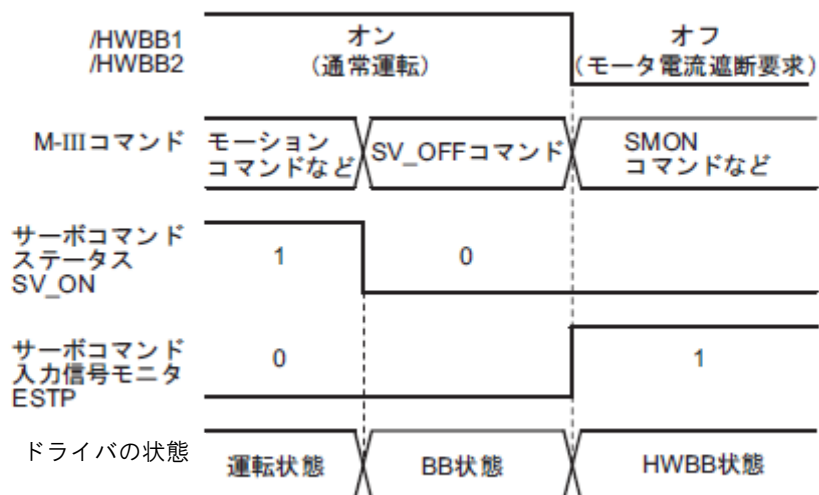 /HWBB1
/HWBB2
オン
（通常運転）
オフ
（モータ電流遮断要求）
M-IIIコマンド
モーション
コマンドなど
SV_OFFコマンド
SMON
コマンドなど
サーボコマンド
ステータス
SV_ON
1
0
サーボコマンド
入力信号モニタ
ESTP
0
1
ドライバの状態
運転状態
BB状態
HWBB状態